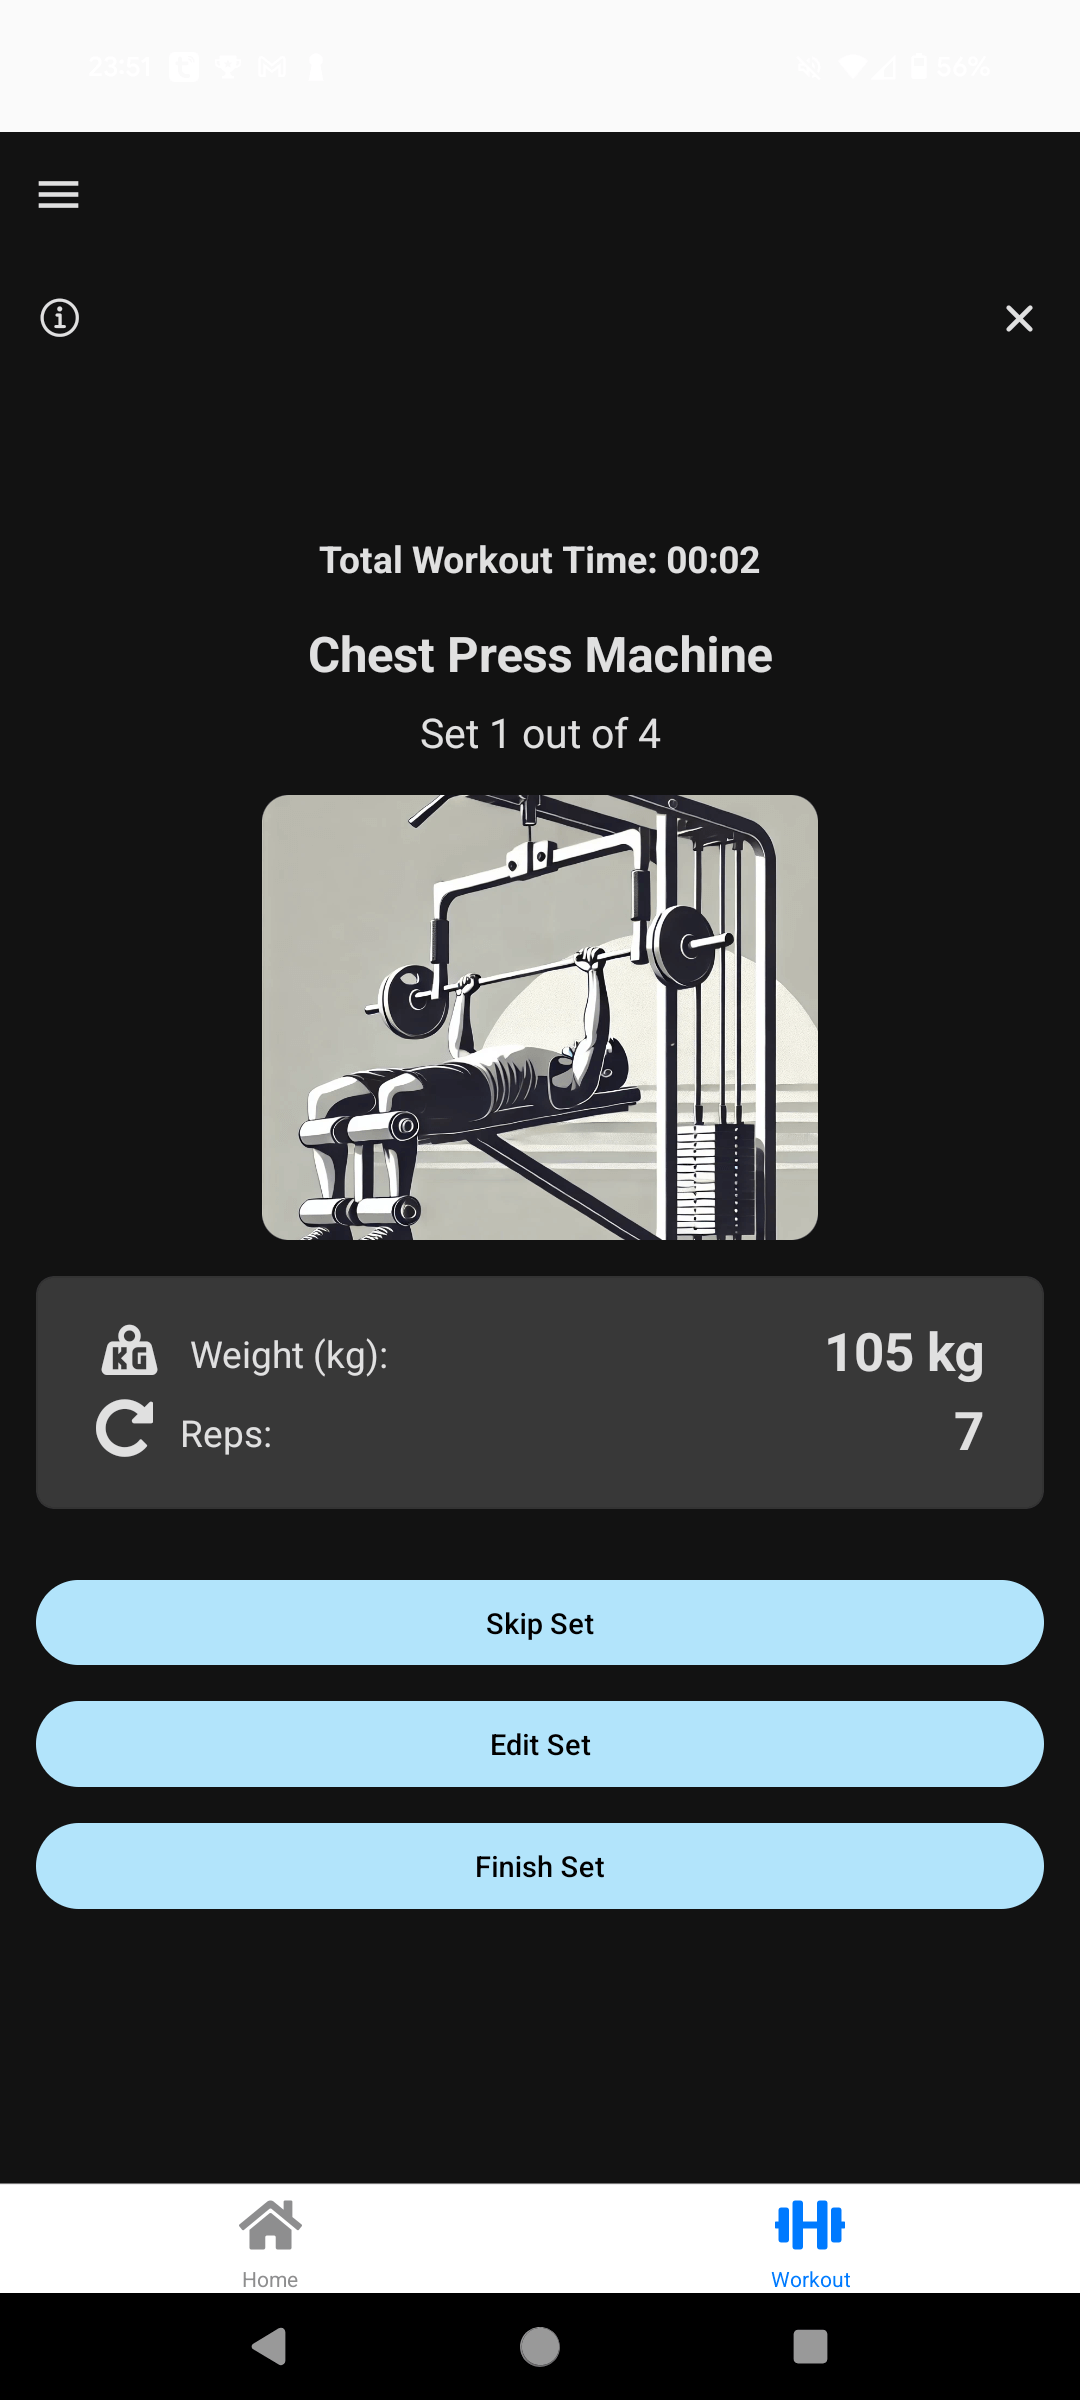 23:51 56%
Total Workout Time: 00:02
Chest Press Machine
Set 1 out of 4
KG Weight (kg): 105 kg
Reps: 7
Skip Set
Edit Set
Finish Set
Home Workout